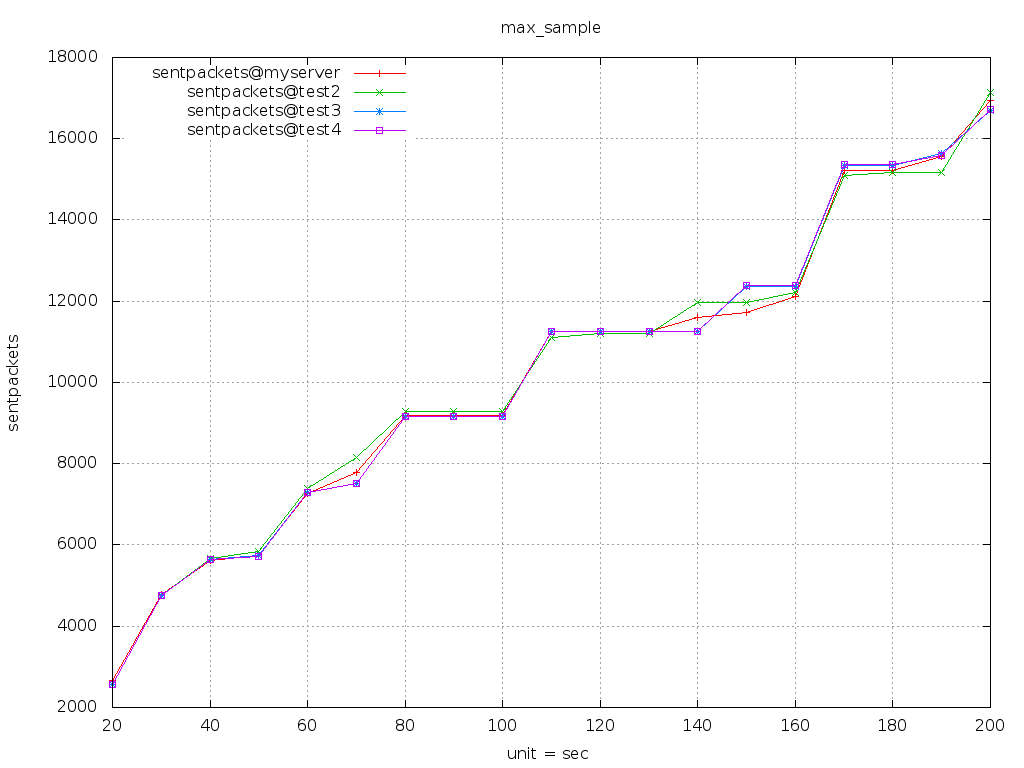 max_sample
18000
16000
14000
12000
10000
8000
6000
4000
2000
sentpackets
sentpackets@myserver
sentpackets@test2
sentpackets@test3
sentpackets@test4
20 40 60 80 100 120 140 160 180 200
unit = sec